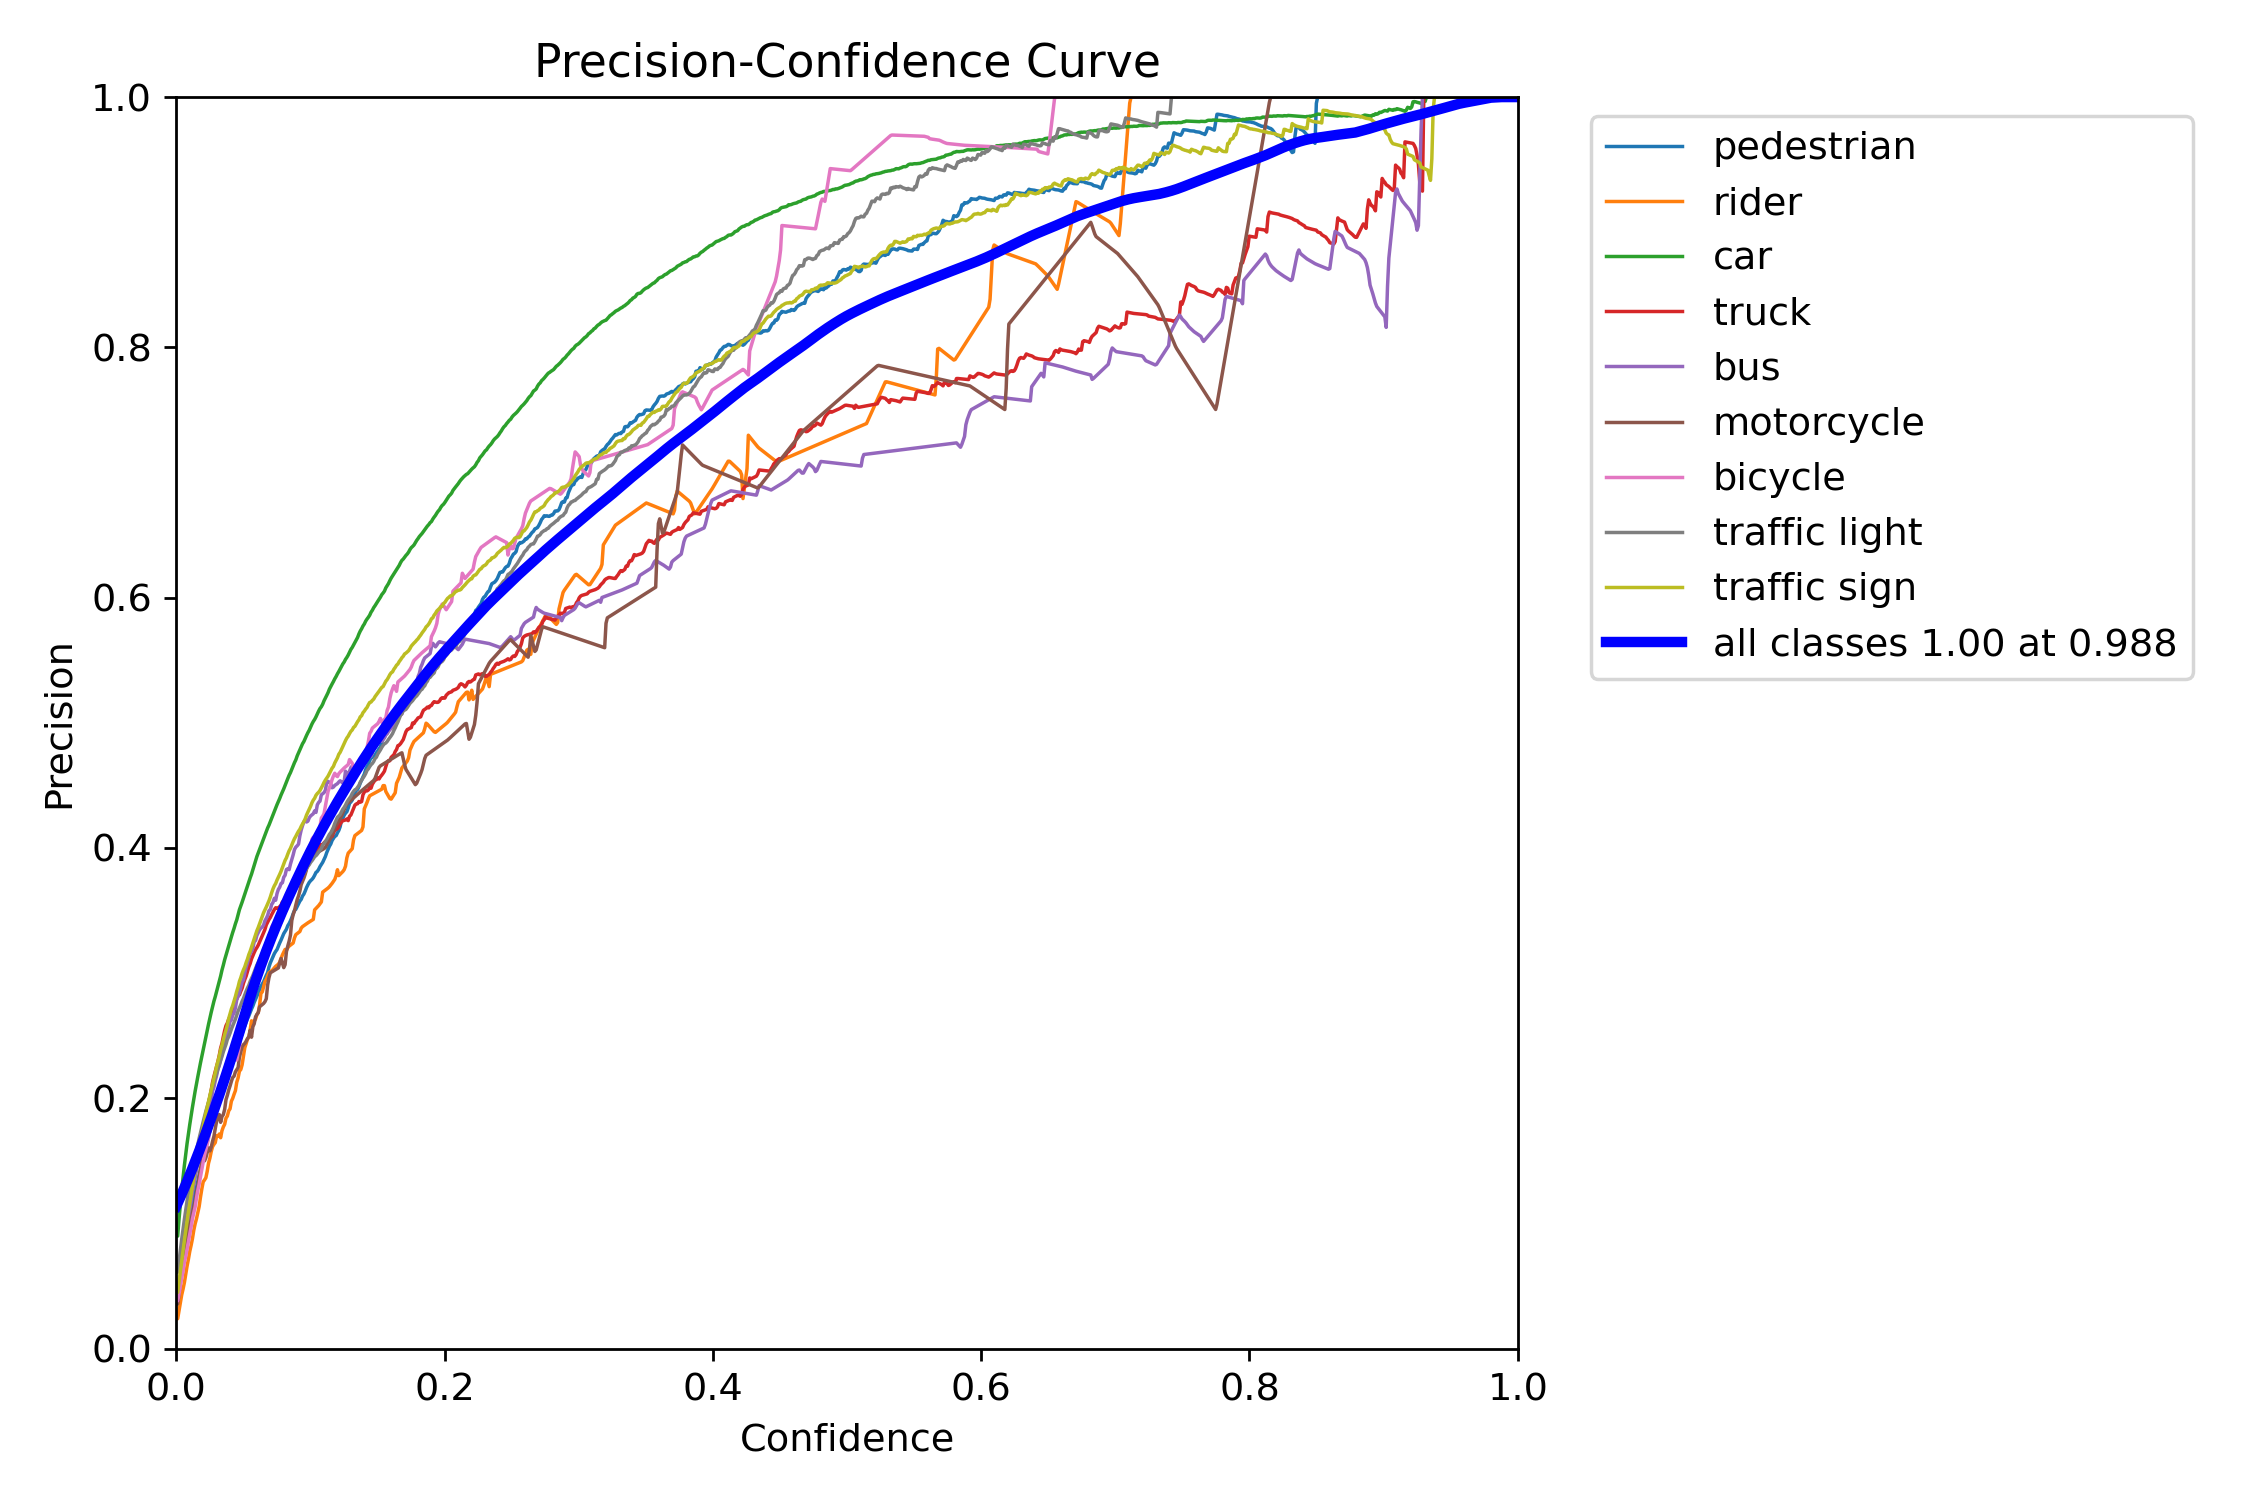 Precision-Confidence Curve
1.0
0.8
0.6
0.4
0.2
0.0
Precision
0.0 0.2 0.4 0.6 0.8 1.0
Confidence
pedestrian
rider
car
truck
bus
motorcycle
bicycle
traffic light
traffic sign
all classes 1.00 at 0.988